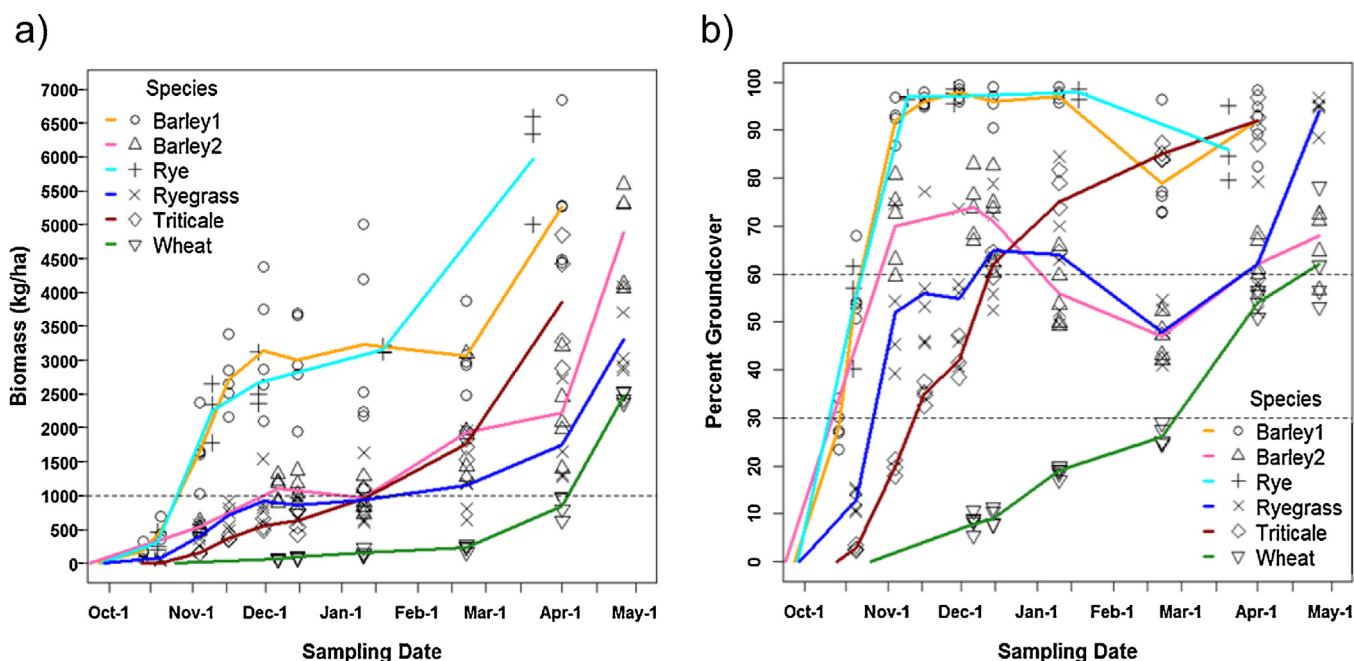 a)
Biomass (kg/ha)
7000
6500
6000
5500
5000
4500
4000
3500
3000
2500
2000
1500
1000
500
0
Species
Barley1
Barley2
Rye
Ryegrass
Triticale
Wheat
Oct-1 Nov-1 Dec-1 Jan-1 Feb-1 Mar-1 Apr-1 May-1
Sampling Date
b)
Percent Groundcover
100
90
80
70
60
50
40
30
20
10
0
Species
Barley1
Barley2
Rye
Ryegrass
Triticale
Wheat
Oct-1 Nov-1 Dec-1 Jan-1 Feb-1 Mar-1 Apr-1 May-1
Sampling Date